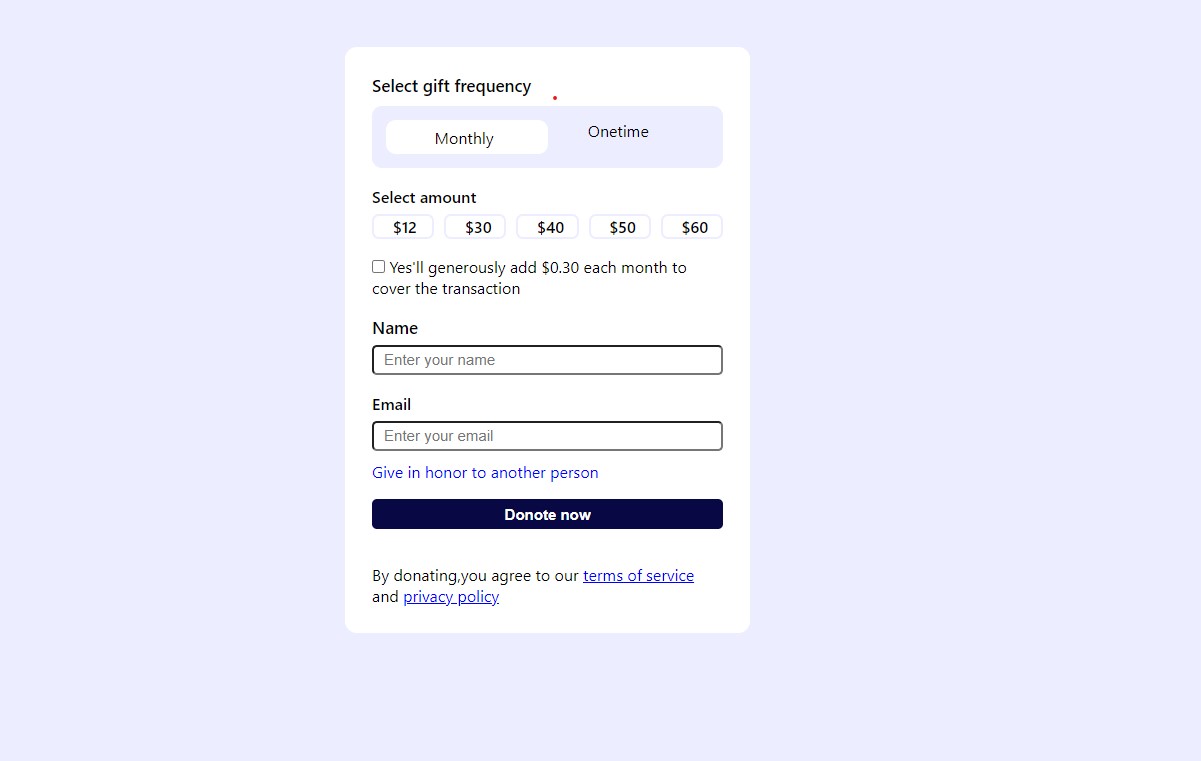 Select gift frequency
Monthly Onetime
Select amount
$12 $30 $40 $50 $60
Yes'll generously add $0.30 each month to
cover the transaction
Name
Enter your name
Email
Enter your email
Give in honor to another person
Donote now
By donating,you agree to our terms of service
and privacy policy